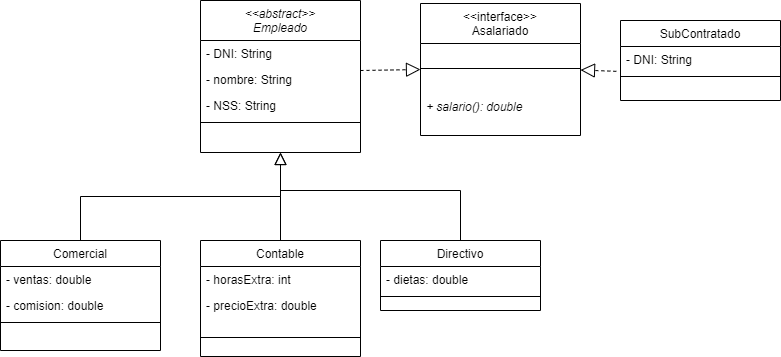 <<abstract>>
Empleado
- DNI: String
- nombre: String
- NSS: String
<<interface>>
Asalariado
+ salario(): double
SubContratado
- DNI: String
Comercial
- ventas: double
- comision: double
Contable
- horasExtra: int
- precioExtra: double
Directivo
- dietas: double